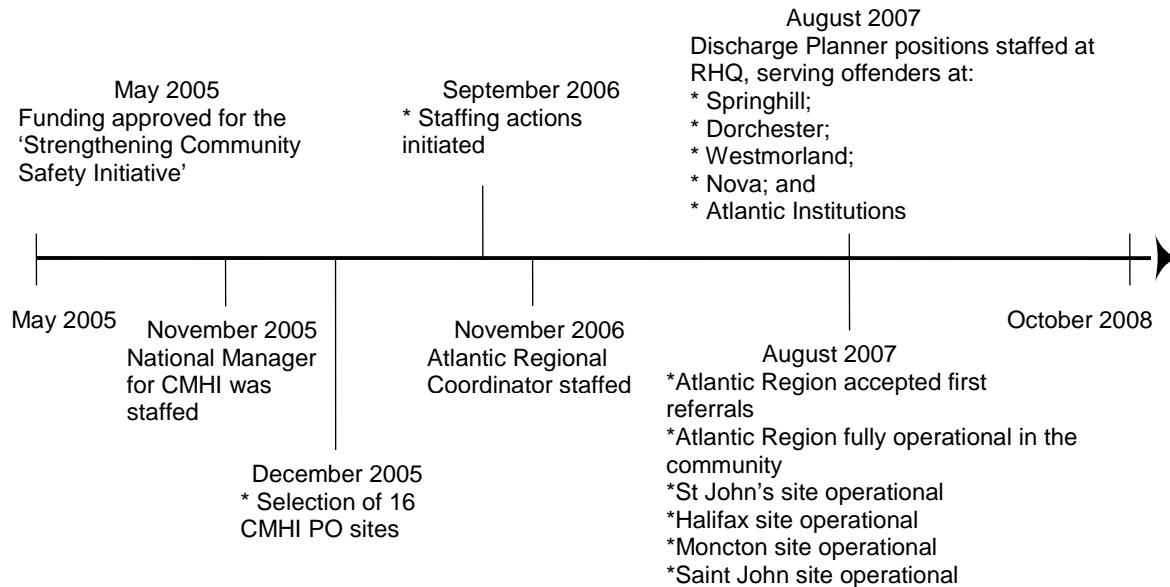 May 2005
Funding approved for the
‘Strengthening Community
Safety Initiative’
September 2006
* Staffing actions
initiated
August 2007
Discharge Planner positions staffed at
RHQ, serving offenders at:
* Springhill;
* Dorchester;
* Westmorland;
* Nova; and
* Atlantic Institutions
May 2005
November 2005
National Manager
for CMHI was
staffed
December 2005
* Selection of 16
CMHI PO sites
November 2006
Atlantic Regional
Coordinator staffed
August 2007
*Atlantic Region accepted first
referrals
*Atlantic Region fully operational in the
community
*St John’s site operational
*Halifax site operational
*Moncton site operational
*Saint John site operational
October 2008